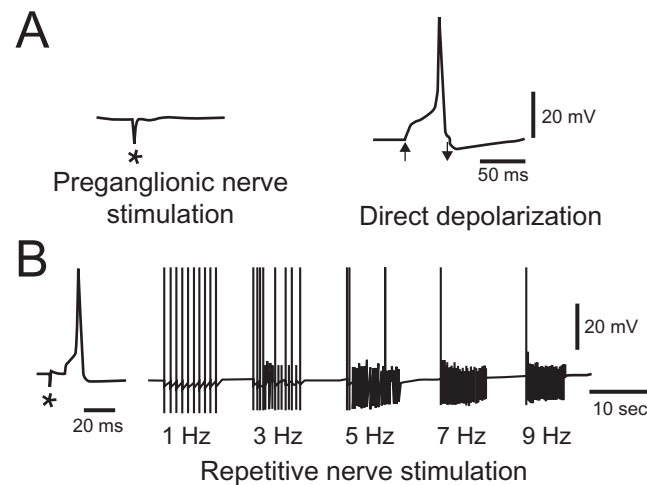 A
20 mV
50 ms
*
Preganglionic nerve
stimulation
Direct depolarization
B
20 mV
*
20 ms
10 sec
1 Hz 3 Hz 5 Hz 7 Hz 9 Hz
Repetitive nerve stimulation